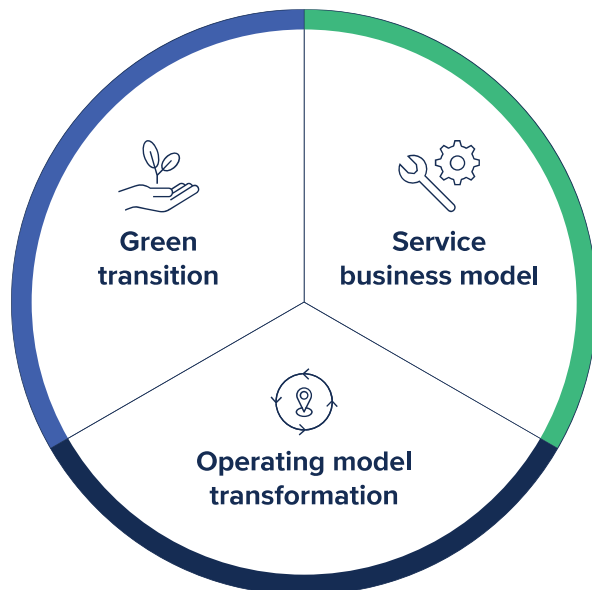 Green
transition
Service
business model
Operating model
transformation